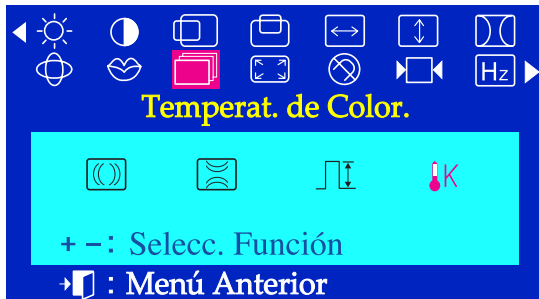 Hz
Temperat. de Color.
K
+ −: Selecc. Función
: Menú Anterior